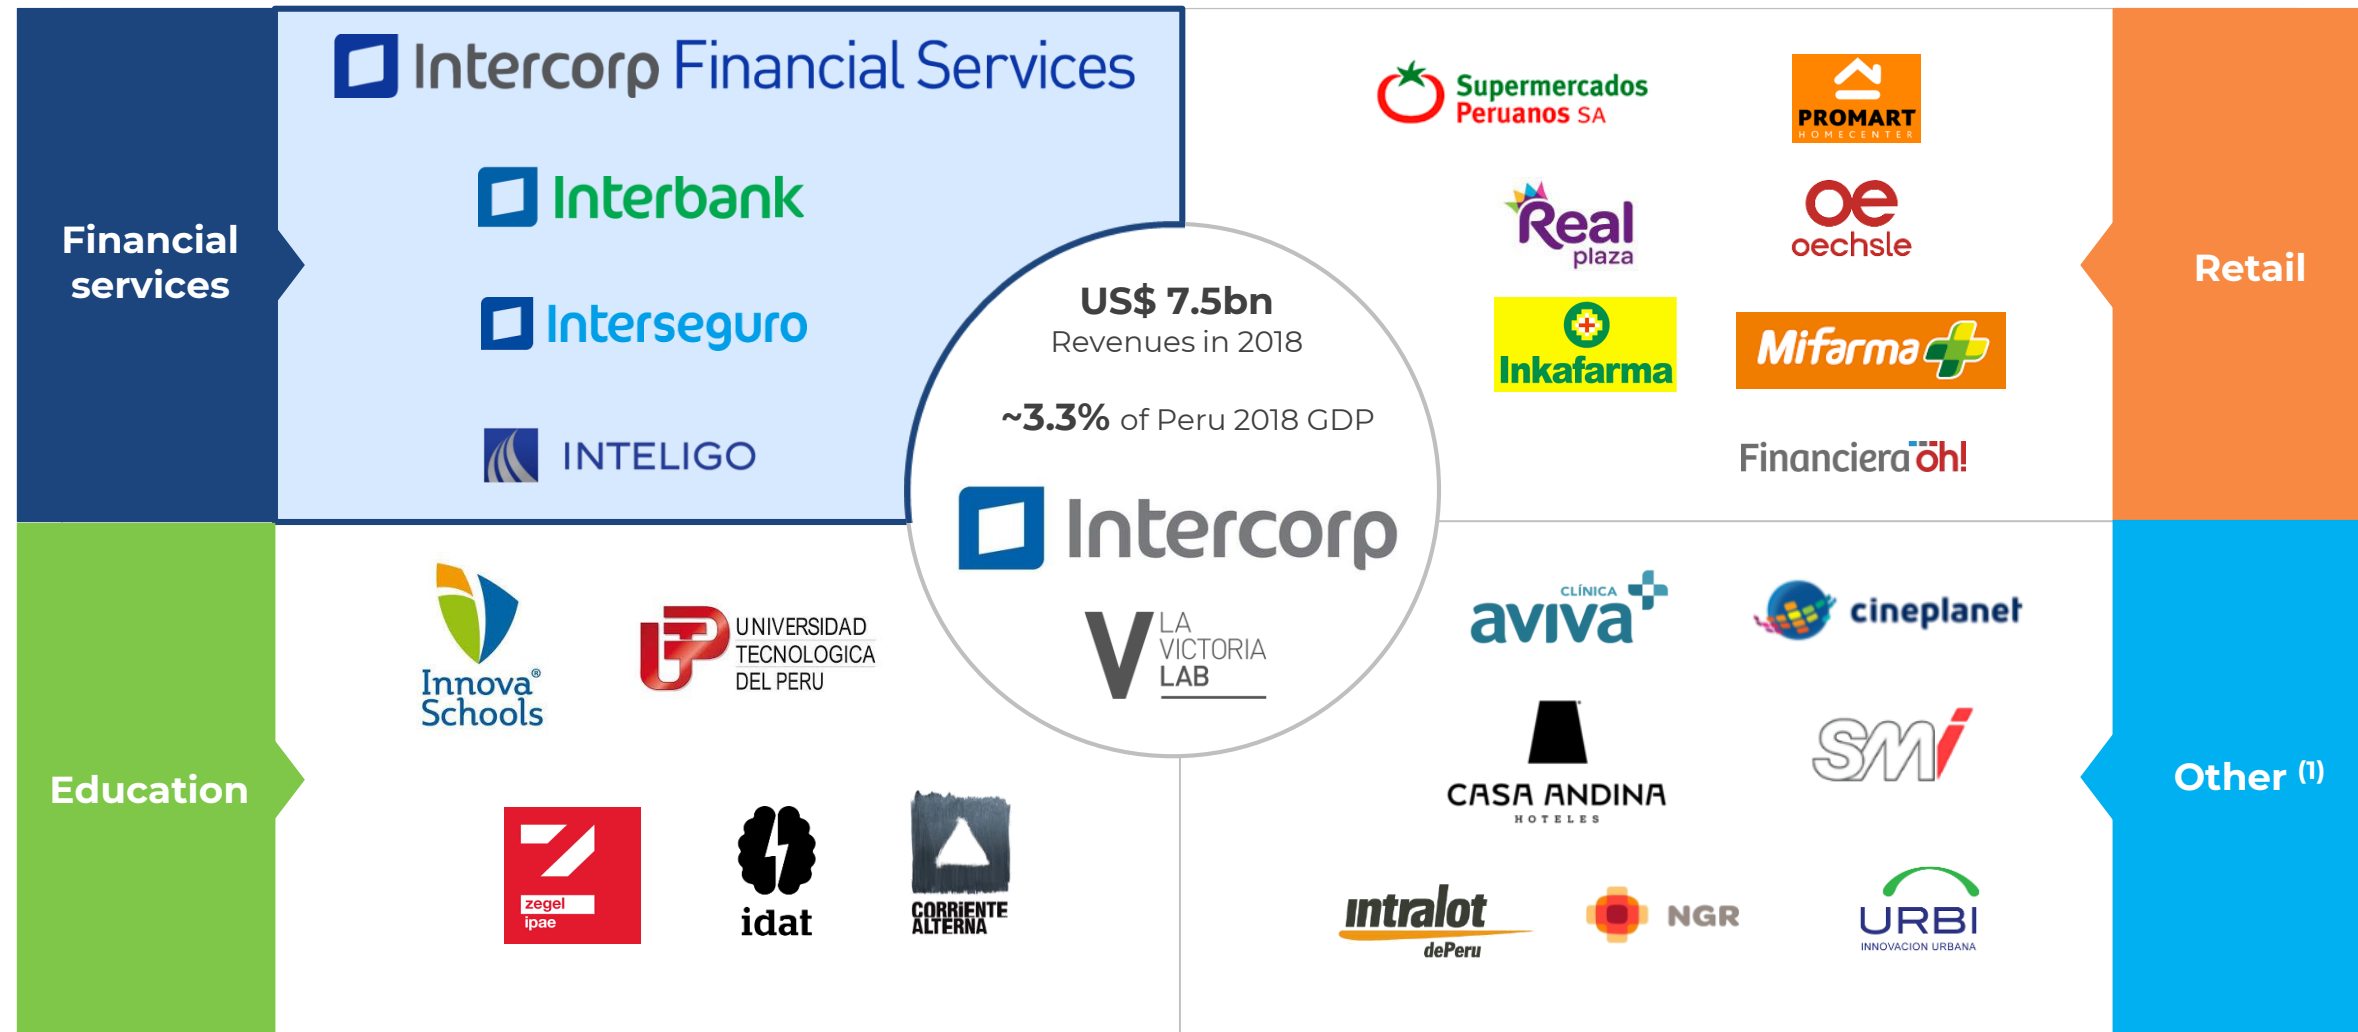 Financial
services
Intercorp Financial Services
Interbank
Interseguro
INTELIGO
Supermercados
Peruanos SA
PROMART
HOMECENTER
Real
plaza
oe
oechsle
Inkafarma
Mifarma
Financiera oh!
Retail
US$ 7.5bn
Revenues in 2018
~3.3% of Peru 2018 GDP
Intercorp
V LA
VICTORIA
LAB
Education
Innova®
Schools
UTP
UNIVERSIDAD
TECNOLOGICA
DEL PERU
zegel
ipae
idat
CORRiENTE
ALTERNA
CLÍNICA
aviva
cineplanet
CASA ANDINA
HOTELES
SMi
intralot
dePeru
NGR
URBI
INNOVACION URBANA
Other (1)